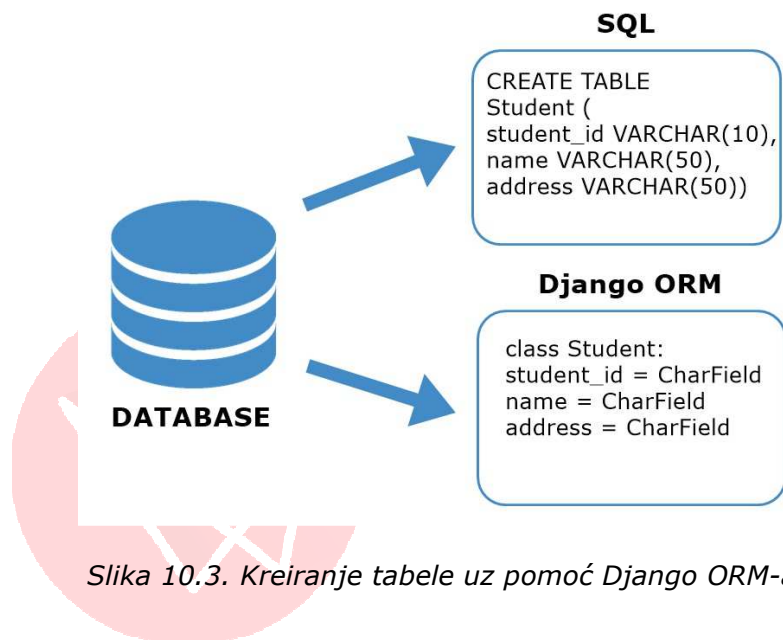 SQL
CREATE TABLE
Student (
student_id VARCHAR(10),
name VARCHAR(50),
address VARCHAR(50))
DATABASE
Django ORM
class Student:
student_id = CharField
name = CharField
address = CharField
Slika 10.3. Kreiranje tabele uz pomoć Django ORM-a